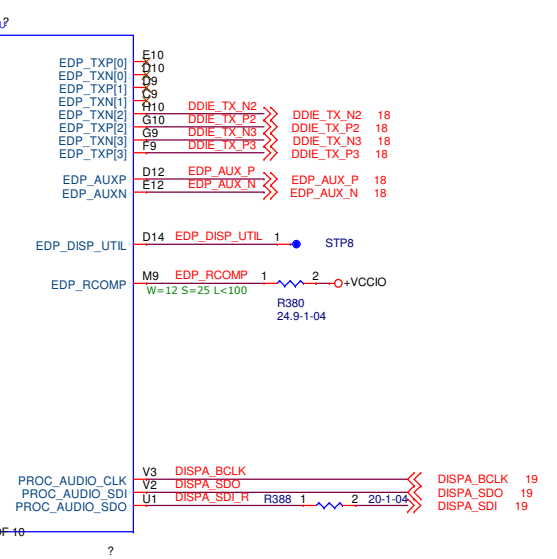 U?
EDP_TXP[0] E10
EDP_TXN[0] D10
EDP_TXP[1] D9
EDP_TXN[1] C9
EDP_TXN[2] H10 DDIE_TX_N2 DDIE_TX_N2 18
EDP_TXP[2] G10 DDIE_TX_P2 DDIE_TX_P2 18
EDP_TXN[3] G9 DDIE_TX_N3 DDIE_TX_N3 18
EDP_TXP[3] F9 DDIE_TX_P3 DDIE_TX_P3 18
EDP_AUXP D12 EDP_AUX_P EDP_AUX_P 18
EDP_AUXN E12 EDP_AUX_N EDP_AUX_N 18
EDP_DISP_UTIL D14 EDP_DISP_UTIL 1 STP8
EDP_RCOMP M9 EDP_RCOMP 1 2 +VCCIO
W=12 S=25 L<100
R380
24.9-1-04
PROC_AUDIO_CLK V3 DISPA_BCLK DISPA_BCLK 19
PROC_AUDIO_SDI V2 DISPA_SDO DISPA_SDO 19
PROC_AUDIO_SDO U1 DISPA_SDI_R R388 1 2 20-1-04 DISPA_SDI 19
OF 10
?